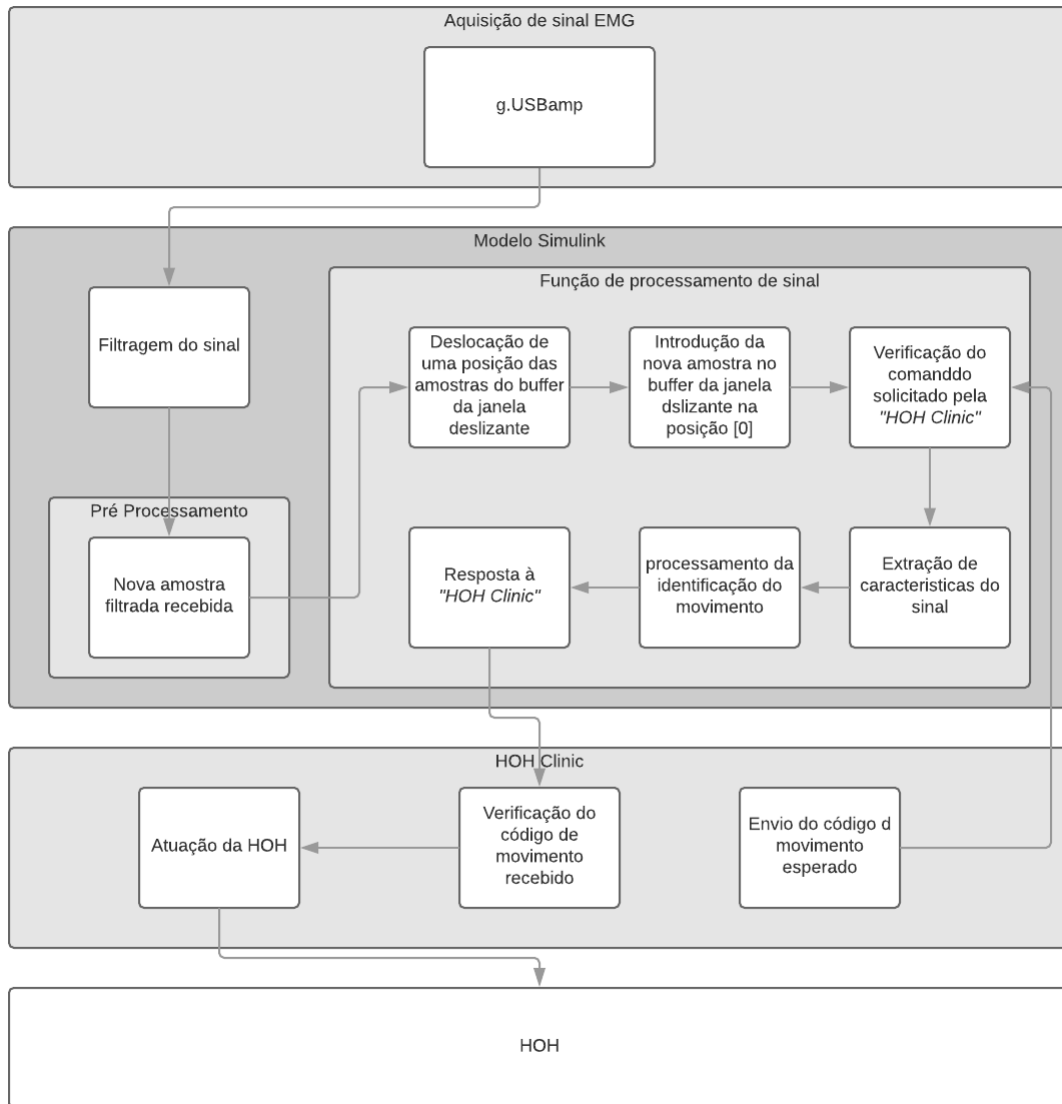 Aquisição de sinal EMG
g.USBamp
Modelo Simulink
Função de processamento de sinal
Filtragem do sinal
Deslocação de
uma posição das
amostras do buffer
da janela
deslizante
Introdução da
nova amostra no
buffer da janela
dslizante na
posição [0]
Verificação do
comanddo
solicitado pela
"HOH Clinic"
Pré Processamento
Nova amostra
filtrada recebida
Resposta à
"HOH Clinic"
processamento da
identificação do
movimento
Extração de
caracteristicas do
sinal
HOH Clinic
Atuação da HOH
Verificação do
código de
movimento
recebido
Envio do código d
movimento
esperado
HOH